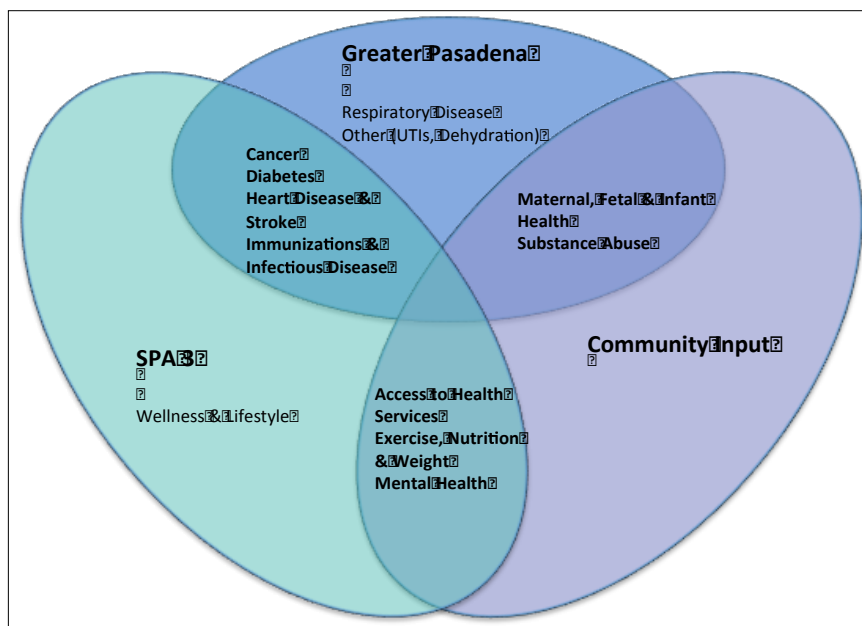 Greater Pasadena
Respiratory Disease
Other (UTIs, Dehydration)
Cancer
Diabetes
Heart Disease &
Stroke
Immunizations &
Infectious Disease
Maternal, Fetal & Infant
Health
Substance Abuse
SPA 3
Wellness & Lifestyle
Community Input
Access to Health
Services
Exercise, Nutrition
& Weight
Mental Health